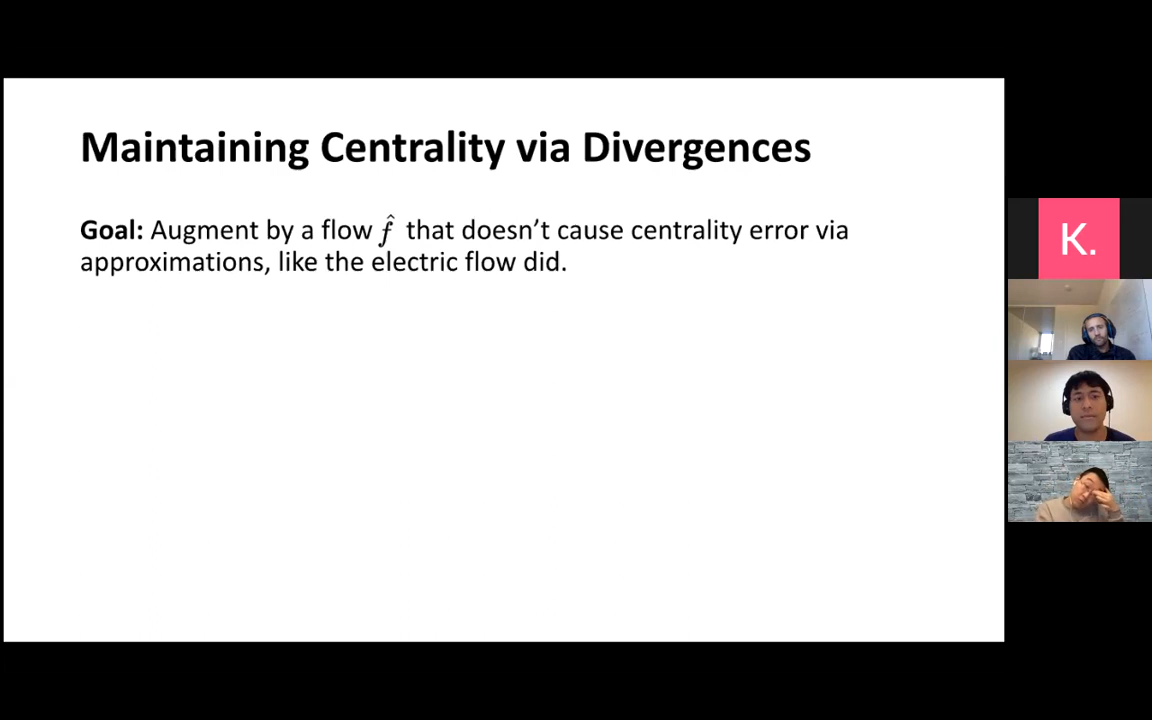 Maintaining Centrality via Divergences
Goal: Augment by a flow f̂ that doesn’t cause centrality error via
approximations, like the electric flow did.
K.